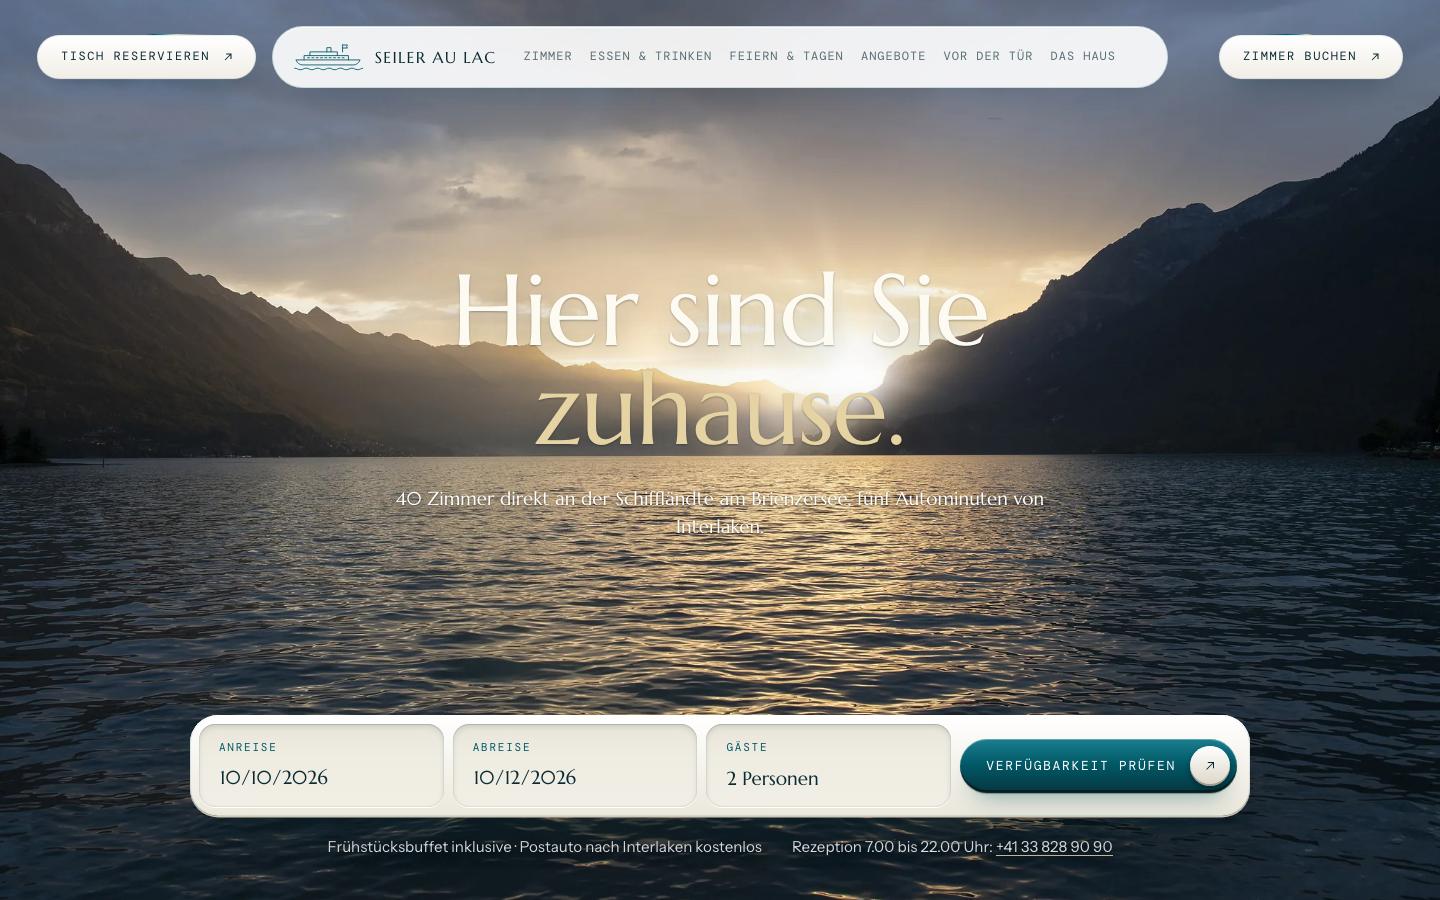 TISCH RESERVIEREN ↗
SEILER AU LAC
ZIMMER ESSEN & TRINKEN FEIERN & TAGEN ANGEBOTE VOR DER TÜR DAS HAUS
ZIMMER BUCHEN ↗
Hier sind Sie
zuhause.
40 Zimmer direkt an der Schiffländte am Brienzersee, fünf Autominuten von
Interlaken.
ANREISE
10/10/2026
ABREISE
10/12/2026
GÄSTE
2 Personen
VERFÜGBARKEIT PRÜFEN ↗
Frühstücksbuffet inklusive · Postauto nach Interlaken kostenlos
Rezeption 7.00 bis 22.00 Uhr: +41 33 828 90 90